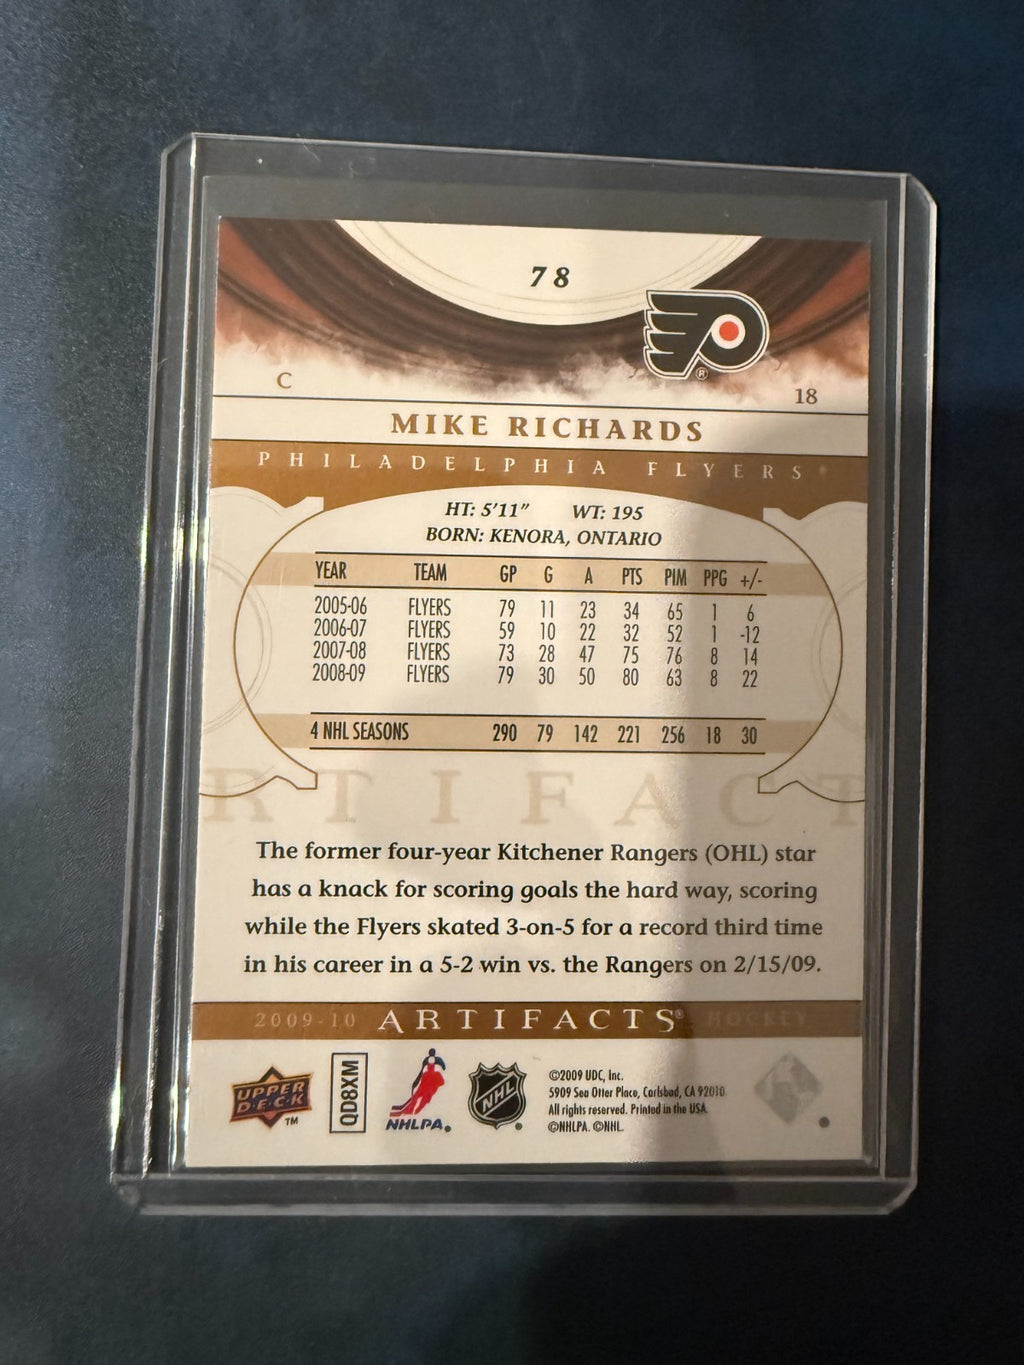 78
C
18
MIKE RICHARDS
PHILADELPHIA FLYERS®
HT: 5'11" WT: 195
BORN: KENORA, ONTARIO
YEAR TEAM GP G A PTS PIM PPG +/-
2005-06 FLYERS 79 11 23 34 65 1 6
2006-07 FLYERS 59 10 22 32 52 1 -12
2007-08 FLYERS 73 28 47 75 76 8 14
2008-09 FLYERS 79 30 50 80 63 8 22
4 NHL SEASONS 290 79 142 221 256 18 30
ARTIFACT
The former four-year Kitchener Rangers (OHL) star
has a knack for scoring goals the hard way, scoring
while the Flyers skated 3-on-5 for a record third time
in his career in a 5-2 win vs. the Rangers on 2/15/09.
2009-10 ARTIFACTS® HOCKEY
UPPER DECK™
QD8XM
NHLPA®
NHL
©2009 UDC, Inc.
5909 Sea Otter Place, Carlsbad, CA 92010
All rights reserved. Printed in the USA.
©NHLPA. ©NHL.